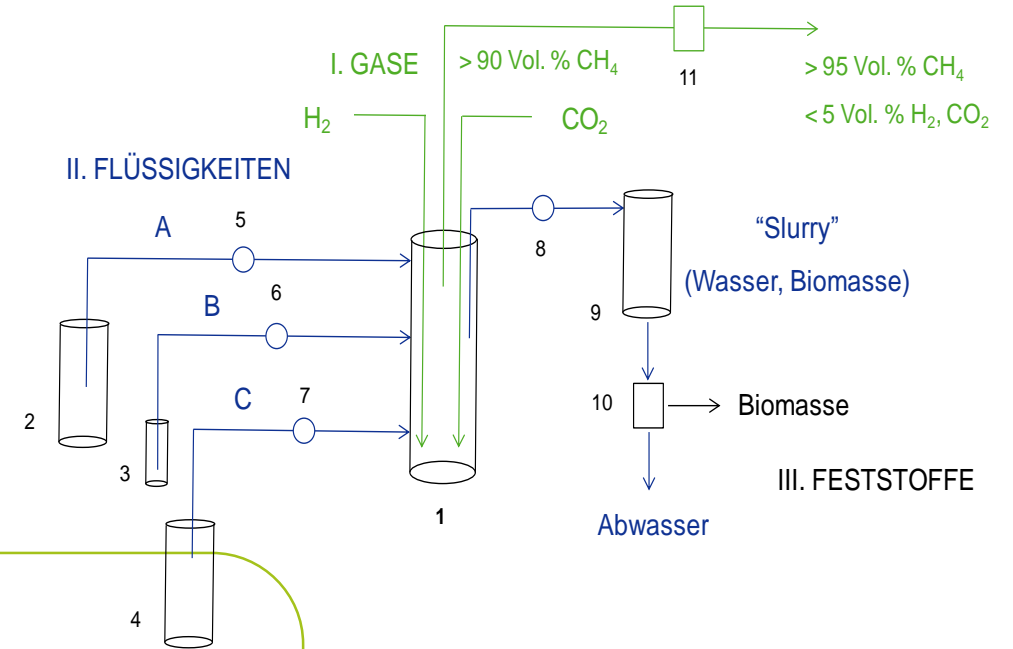 I. GASE
> 90 Vol. % CH₄
11
> 95 Vol. % CH₄
< 5 Vol. % H₂, CO₂
H₂
CO₂
II. FLÜSSIGKEITEN
A
5
8
“Slurry”
(Wasser, Biomasse)
6
B
9
C
7
10
Biomasse
2
3
III. FESTSTOFFE
1
Abwasser
4